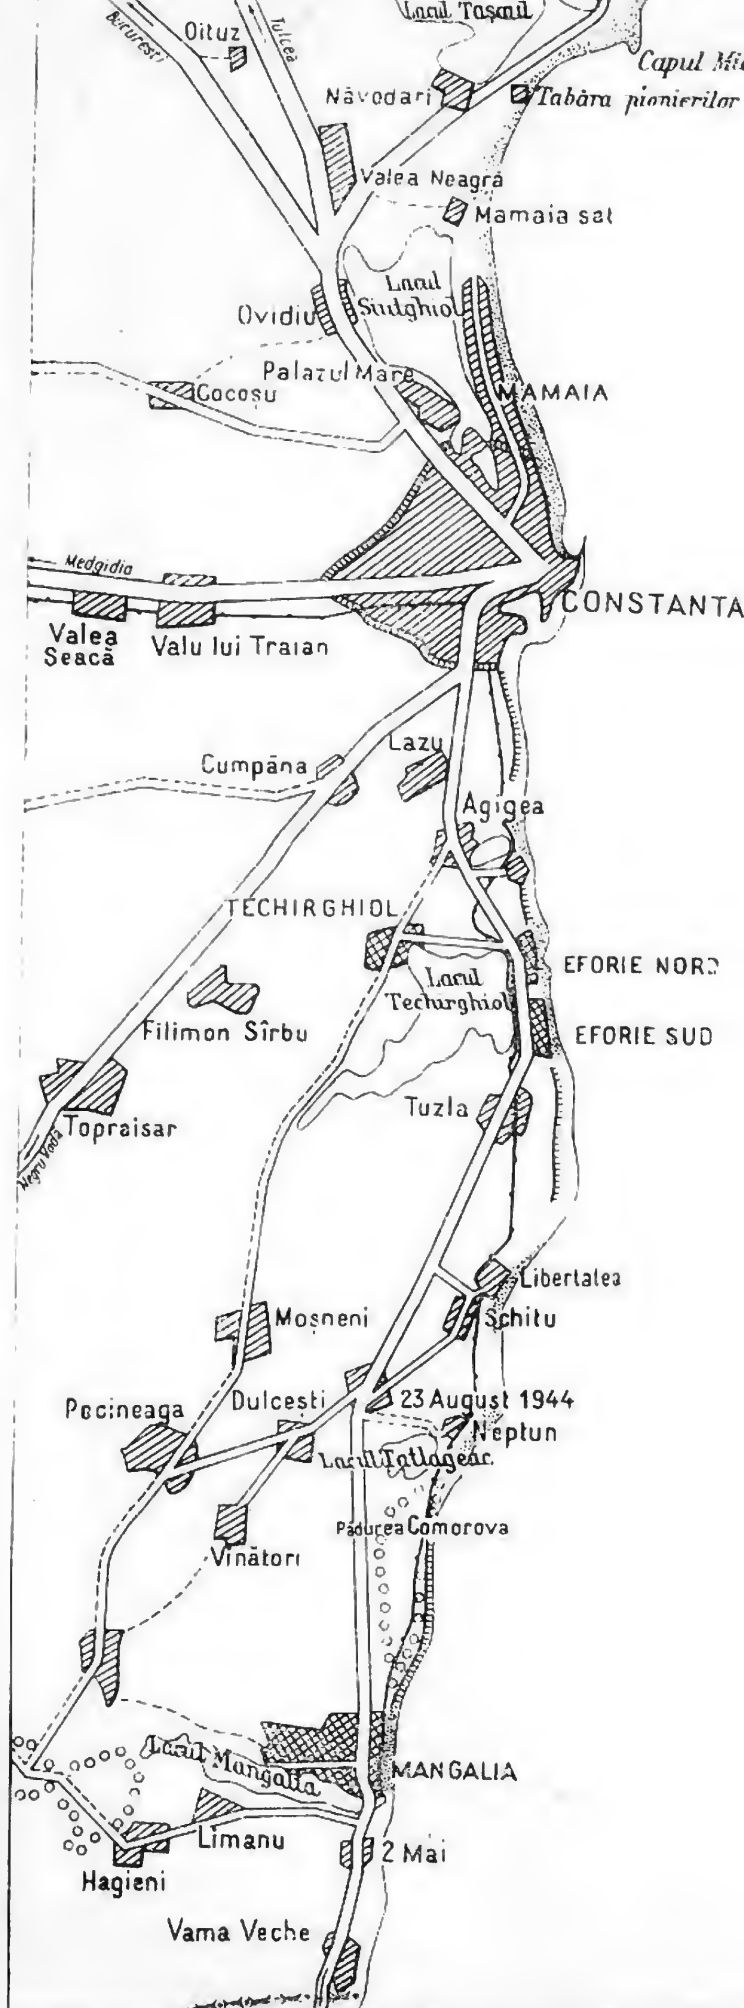 Lacul Tașaul
București
Oituz
Tulcea
Capul Mi
Năvodari
Tabăra pionierilor
Valea Neagră
Mamaia sat
Lacul
Siutghiol
Ovidiu
Palazul Mare
Cocoșu
MAMAIA
Medgidia
CONSTANTA
Valea
Seacă
Valu lui Traian
Lazu
Cumpăna
Agigea
TECHIRGHIOL
EFORIE NORD
Lacul
Techirghiol
Filimon Sîrbu
EFORIE SUD
Tuzla
Topraisar
Negru Vodă
Libertatea
Moșneni
Schitu
Dulcești
23 August 1944
Pecineaga
Neptun
Lacul Tatlageac
Pădurea Comorova
Vînători
Lacul Mangalia
MANGALIA
Limanu
2 Mai
Hagieni
Vama Veche